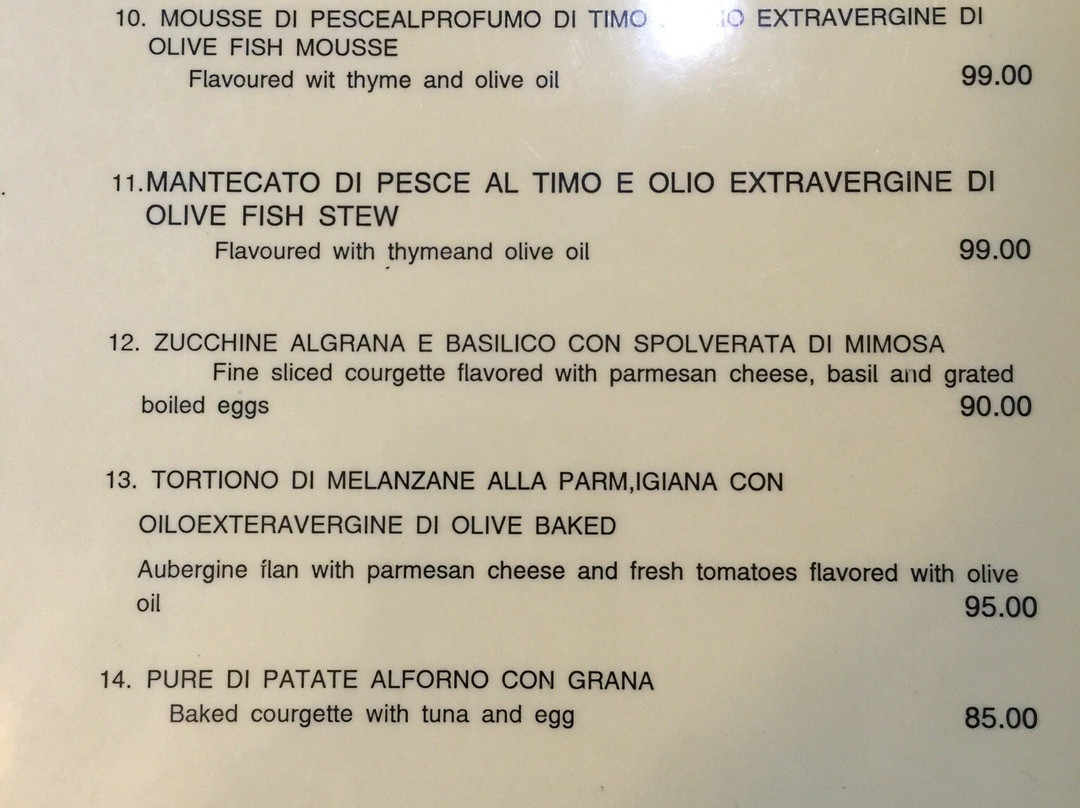 10. MOUSSE DI PESCEALPROFUMO DI TIMO EXTRAVERGINE DI
OLIVE FISH MOUSSE
Flavoured wit thyme and olive oil 99.00
11.MANTECATO DI PESCE AL TIMO E OLIO EXTRAVERGINE DI
OLIVE FISH STEW
Flavoured with thymeand olive oil 99.00
12. ZUCCHINE ALGRANA E BASILICO CON SPOLVERATA DI MIMOSA
Fine sliced courgette flavored with parmesan cheese, basil and grated
boiled eggs 90.00
13. TORTIONO DI MELANZANE ALLA PARM,IGIANA CON
OILOEXTERAVERGINE DI OLIVE BAKED
Aubergine flan with parmesan cheese and fresh tomatoes flavored with olive
oil 95.00
14. PURE DI PATATE ALFORNO CON GRANA
Baked courgette with tuna and egg 85.00